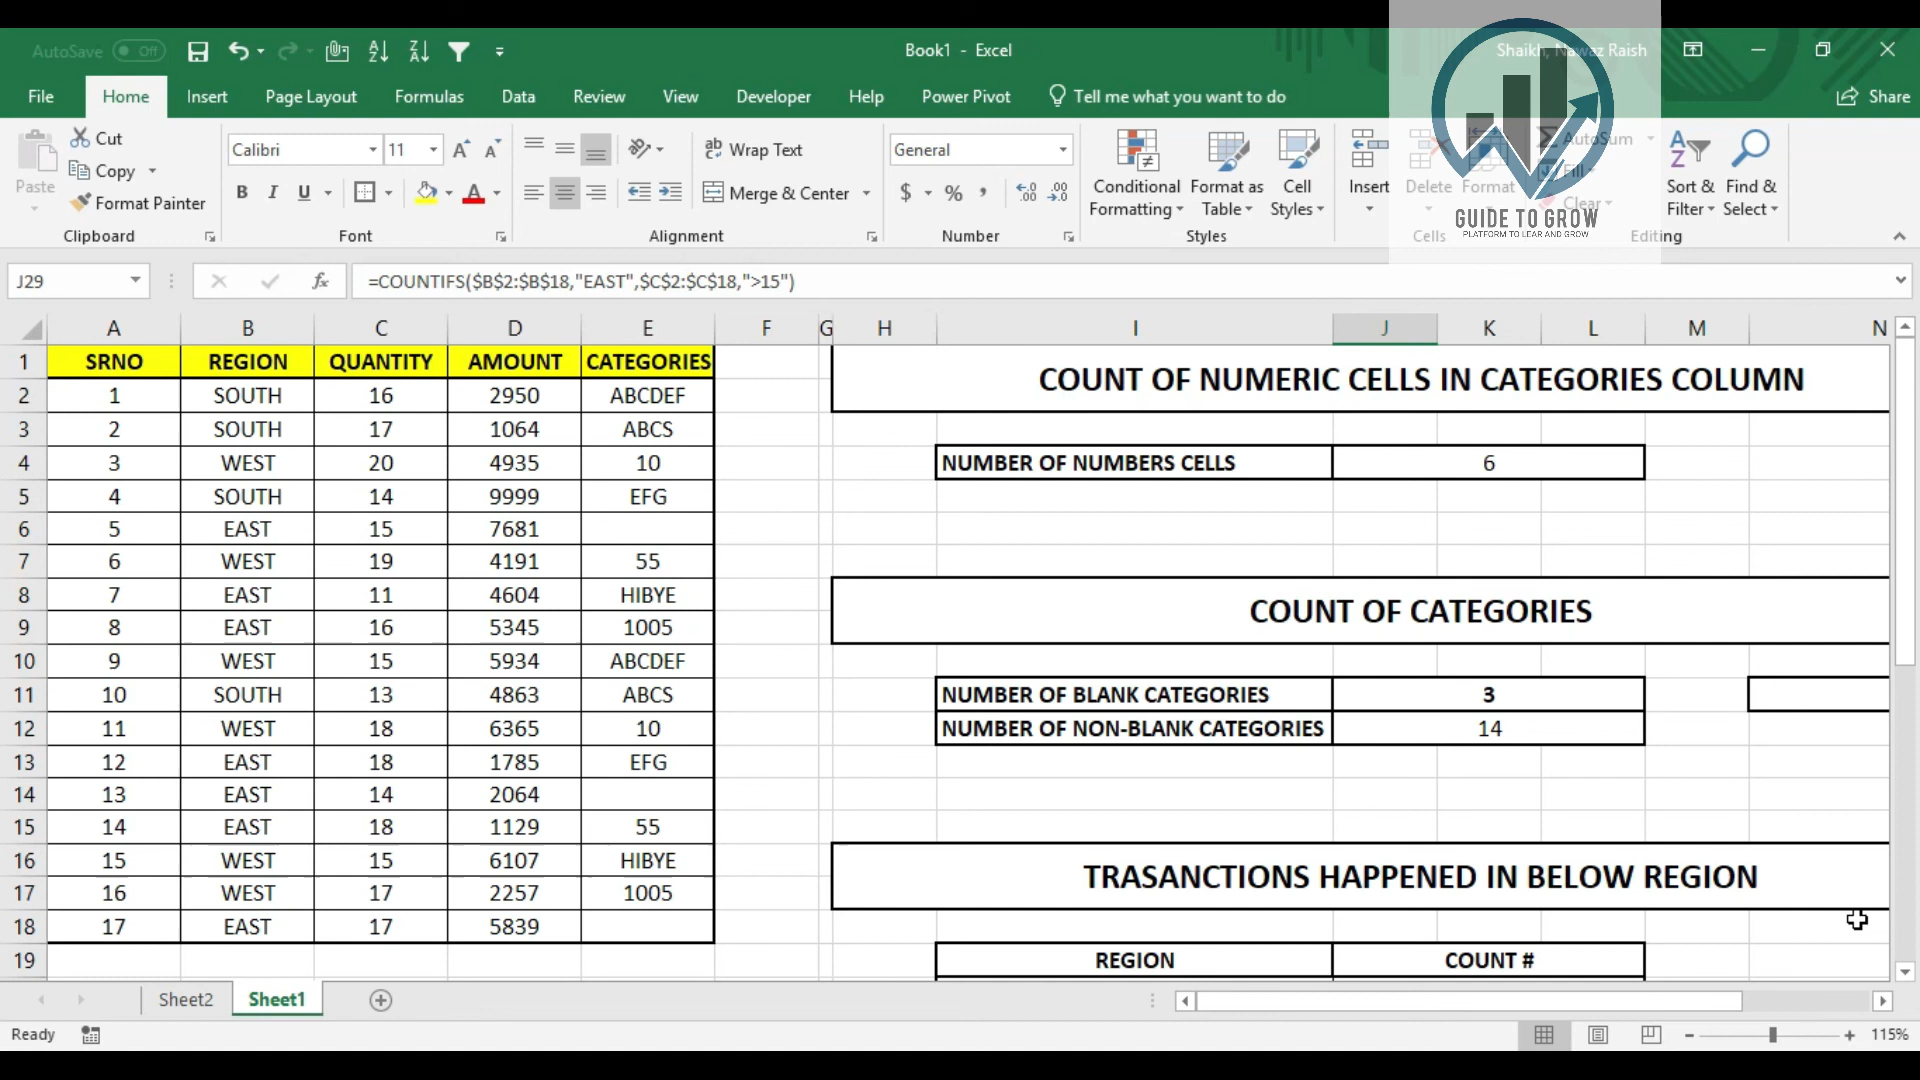 AutoSave Off
Book1 - Excel
Shaikh, Nawaz Raish
File Home Insert Page Layout Formulas Data Review View Developer Help Power Pivot Tell me what you want to do Share
Paste
Cut
Copy
Format Painter
Clipboard
Calibri 11
B I U
Font
Wrap Text
Merge & Center
Alignment
General
$ % ,
Number
Conditional Formatting
Format as Table
Cell Styles
Styles
Insert Delete Format
Cells
AutoSum
Fill
Clear
Sort & Filter
Find & Select
Editing
GUIDE TO GROW
PLATFORM TO LEAR AND GROW
J29 fx =COUNTIFS($B$2:$B$18,"EAST",$C$2:$C$18,">15")
A B C D E F G H I J K L M N
1 SRNO REGION QUANTITY AMOUNT CATEGORIES
2 1 SOUTH 16 2950 ABCDEF
3 2 SOUTH 17 1064 ABCS
4 3 WEST 20 4935 10
5 4 SOUTH 14 9999 EFG
6 5 EAST 15 7681
7 6 WEST 19 4191 55
8 7 EAST 11 4604 HIBYE
9 8 EAST 16 5345 1005
10 9 WEST 15 5934 ABCDEF
11 10 SOUTH 13 4863 ABCS
12 11 WEST 18 6365 10
13 12 EAST 18 1785 EFG
14 13 EAST 14 2064
15 14 EAST 18 1129 55
16 15 WEST 15 6107 HIBYE
17 16 WEST 17 2257 1005
18 17 EAST 17 5839
19
COUNT OF NUMERIC CELLS IN CATEGORIES COLUMN
NUMBER OF NUMBERS CELLS 6
COUNT OF CATEGORIES
NUMBER OF BLANK CATEGORIES 3
NUMBER OF NON-BLANK CATEGORIES 14
TRASANCTIONS HAPPENED IN BELOW REGION
REGION COUNT #
Sheet2 Sheet1
Ready
115%